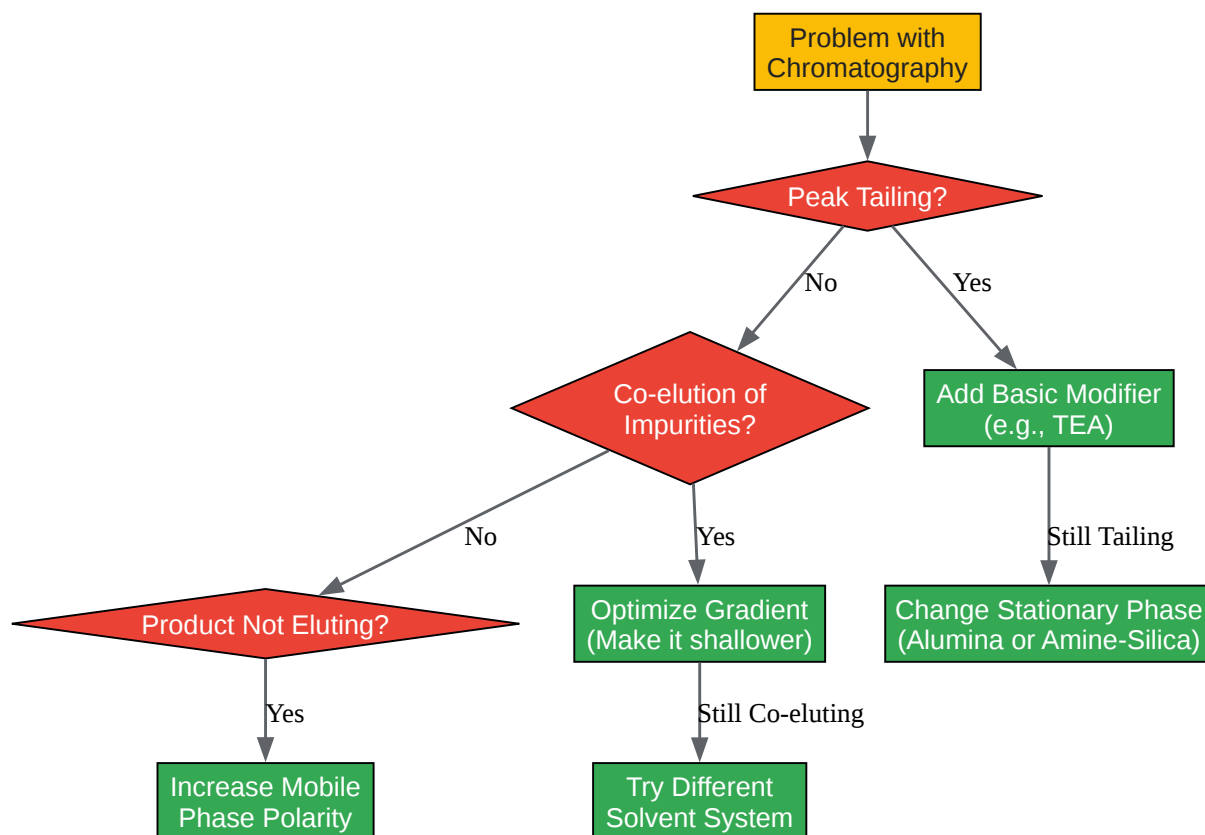 Problem with
Chromatography
Peak Tailing?
No
Yes
Co-elution of
Impurities?
Add Basic Modifier
(e.g., TEA)
No
Yes
Still Tailing
Product Not Eluting?
Optimize Gradient
(Make it shallower)
Change Stationary Phase
(Alumina or Amine-Silica)
Yes
Still Co-eluting
Increase Mobile
Phase Polarity
Try Different
Solvent System